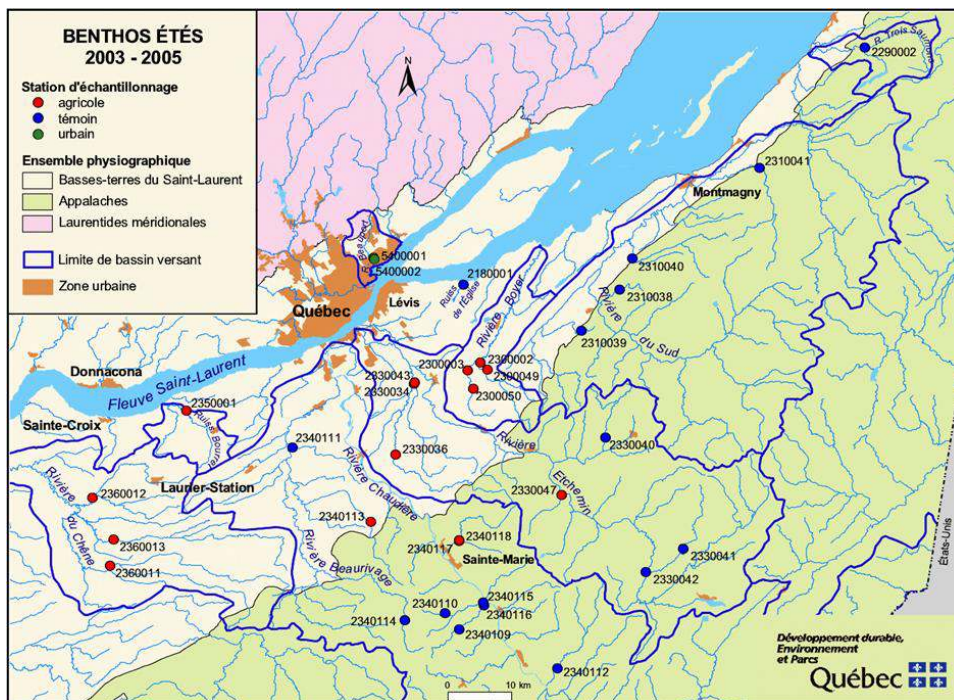 BENTHOS ÉTÉS
2003 - 2005
Station d'échantillonnage
agricole
témoin
urbain
Ensemble physiographique
Basses-terres du Saint-Laurent
Appalaches
Laurentides méridionales
Limite de bassin versant
Zone urbaine
N
R. Trois Saumons
2290002
2310041
Montmagny
R. Beauport
5400001
5400002
2180001
2310040
Ruiss.
de l'Église
Lévis
Québec
Rivière Boyer
2310038
Rivière
du Sud
2310039
Donnacona
Fleuve Saint-Laurent
2300002
2300003
2300049
2330043
2330034
2300050
2350001
Sainte-Croix
Ruiss. Bourret
2340111
2330036
Rivière
2330040
Etchemin
Rivière
du Chêne
Laurier-Station
Rivière Chaudière
2330047
2360012
2340113
2360013
2340118
2340117
Sainte-Marie
2330041
États-Unis
2360011
Rivière Beaurivage
2330042
2340115
2340110
2340116
2340114
2340109
2340112
0 10 km
Développement durable,
Environnement
et Parcs
Québec